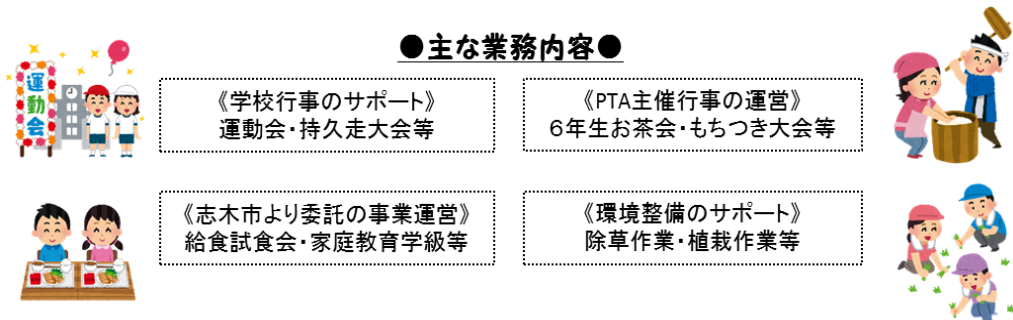 ●主な業務内容●
運動会
《学校行事のサポート》
運動会・持久走大会等
《PTA主催行事の運営》
6年生お茶会・もちつき大会等
《志木市より委託の事業運営》
給食試食会・家庭教育学級等
《環境整備のサポート》
除草作業・植栽作業等